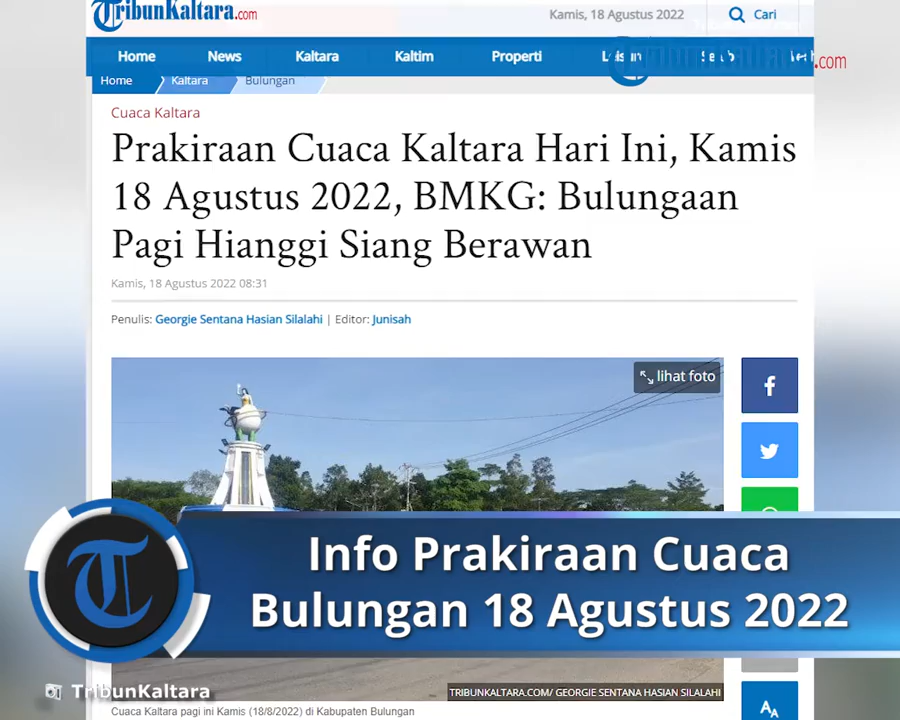 TribunKaltara.com
Kamis, 18 Agustus 2022
Cari
Home News Kaltara Kaltim Properti
Home Kaltara Bulungan
Cuaca Kaltara
Prakiraan Cuaca Kaltara Hari Ini, Kamis
18 Agustus 2022, BMKG: Bulungaan
Pagi Hianggi Siang Berawan
Kamis, 18 Agustus 2022 08:31
Penulis: Georgie Sentana Hasian Silalahi | Editor: Junisah
lihat foto
Info Prakiraan Cuaca
Bulungan 18 Agustus 2022
TribunKaltara
TRIBUNKALTARA.COM/ GEORGIE SENTANA HASIAN SILALAHI
Cuaca Kaltara pagi ini Kamis (18/8/2022) di Kabupaten Bulungan